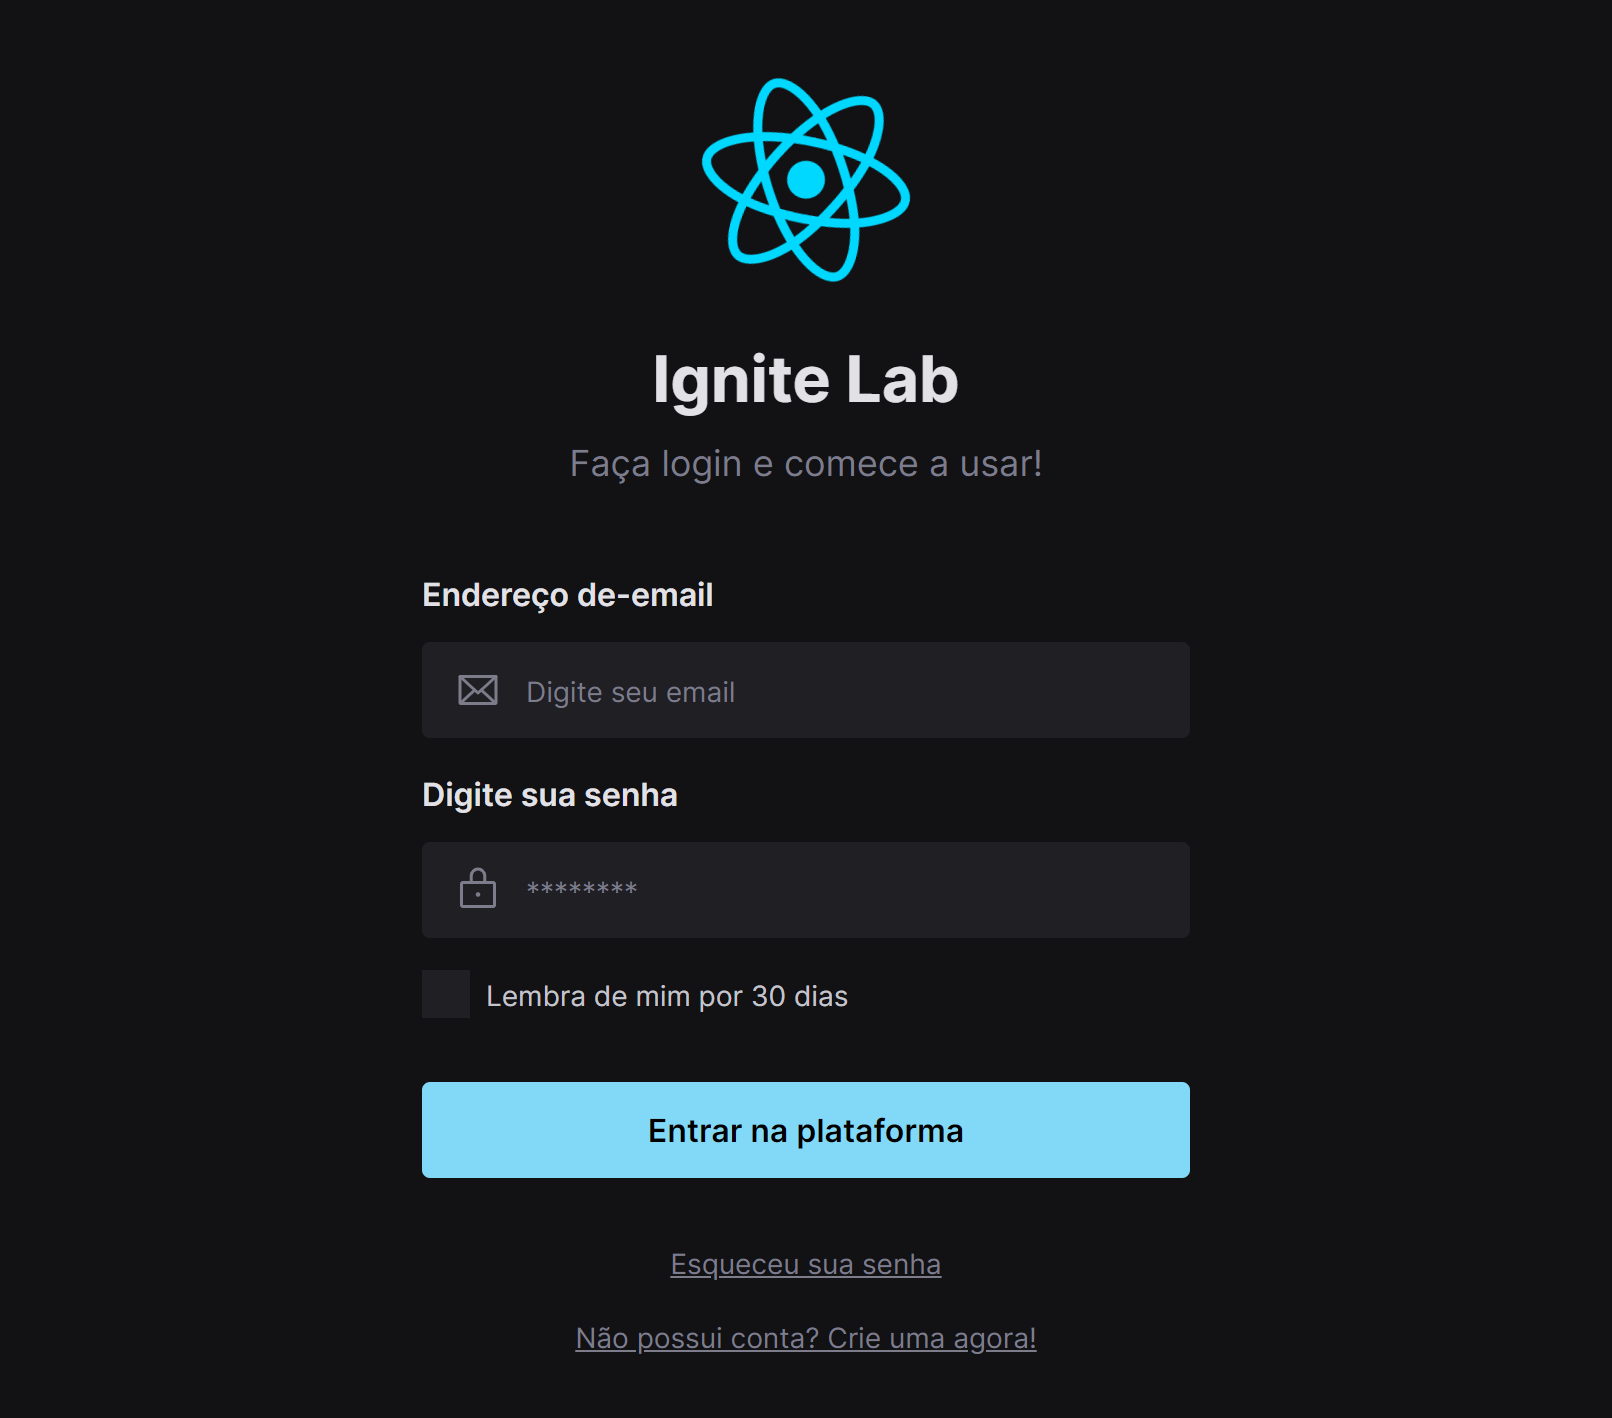 Ignite Lab
Faça login e comece a usar!
Endereço de-email
Digite seu email
Digite sua senha
********
Lembra de mim por 30 dias
Entrar na plataforma
Esqueceu sua senha
Não possui conta? Crie uma agora!